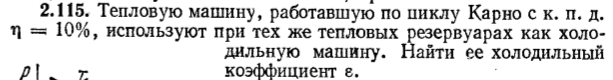 2.115. Тепловую машину, работавшую по циклу Карно с к. п. д.
η = 10%, используют при тех же тепловых резервуарах как холо-
дильную машину. Найти ее холодильный
коэффициент ε.